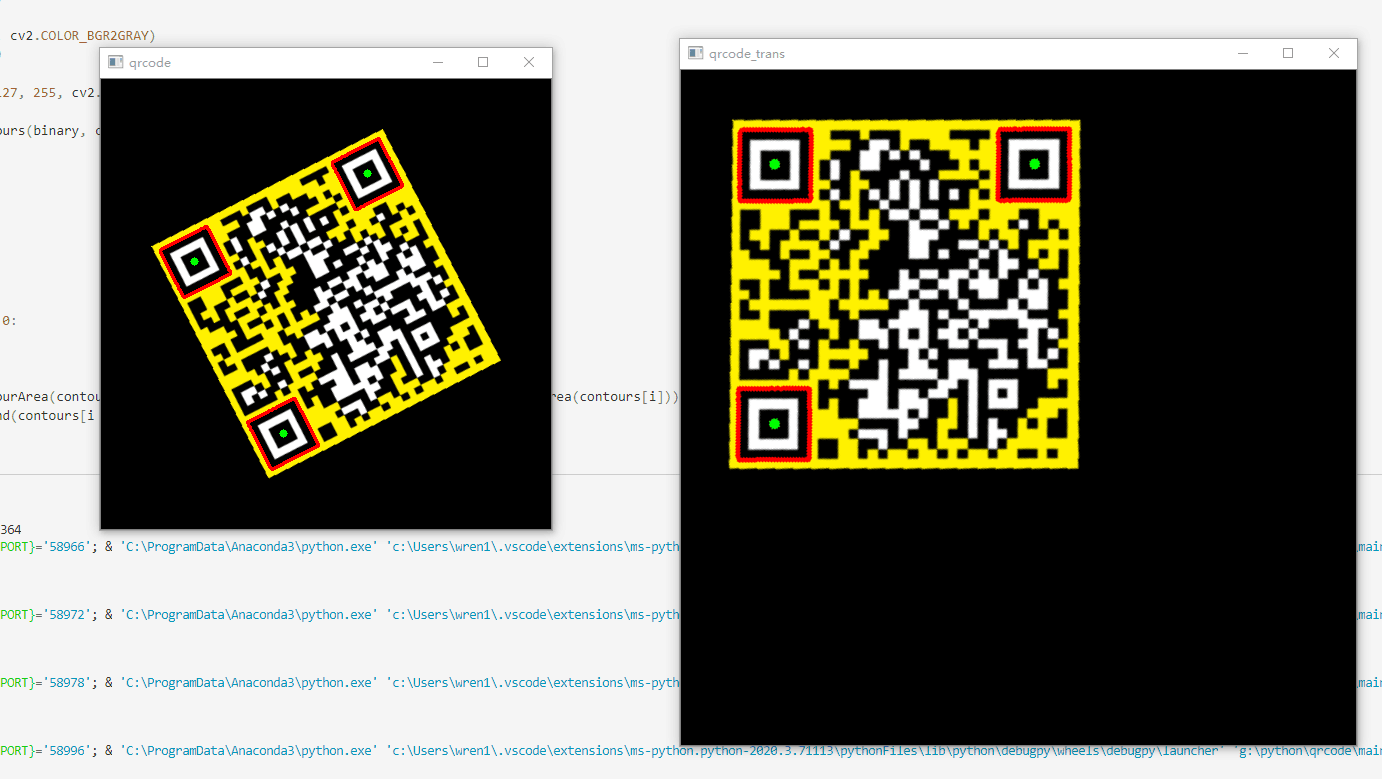 cv2.COLOR_BGR2GRAY)
qrcode
qrcode_trans
127, 255, cv2.
ours(binary, c
0:
ourArea(contou
rea(contours[i]))
nd(contours[i
364
PORT}='58966'; & 'C:\ProgramData\Anaconda3\python.exe' 'c:\Users\wren1\.vscode\extensions\ms-pyth
\main
PORT}='58972'; & 'C:\ProgramData\Anaconda3\python.exe' 'c:\Users\wren1\.vscode\extensions\ms-pyth
\main
PORT}='58978'; & 'C:\ProgramData\Anaconda3\python.exe' 'c:\Users\wren1\.vscode\extensions\ms-pyth
\main
PORT}='58996'; & 'C:\ProgramData\Anaconda3\python.exe' 'c:\Users\wren1\.vscode\extensions\ms-python.python-2020.3.71113\pythonFiles\lib\python\debugpy\wheels\debugpy\launcher' 'g:\python\qrcode\main